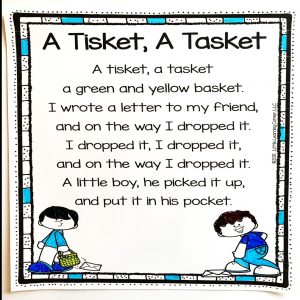 A Tisket, A Tasket
A tisket, a tasket
a green and yellow basket.
I wrote a letter to my friend,
and on the way I dropped it.
I dropped it, I dropped it,
and on the way I dropped it.
A little boy, he picked it up,
and put it in his pocket.